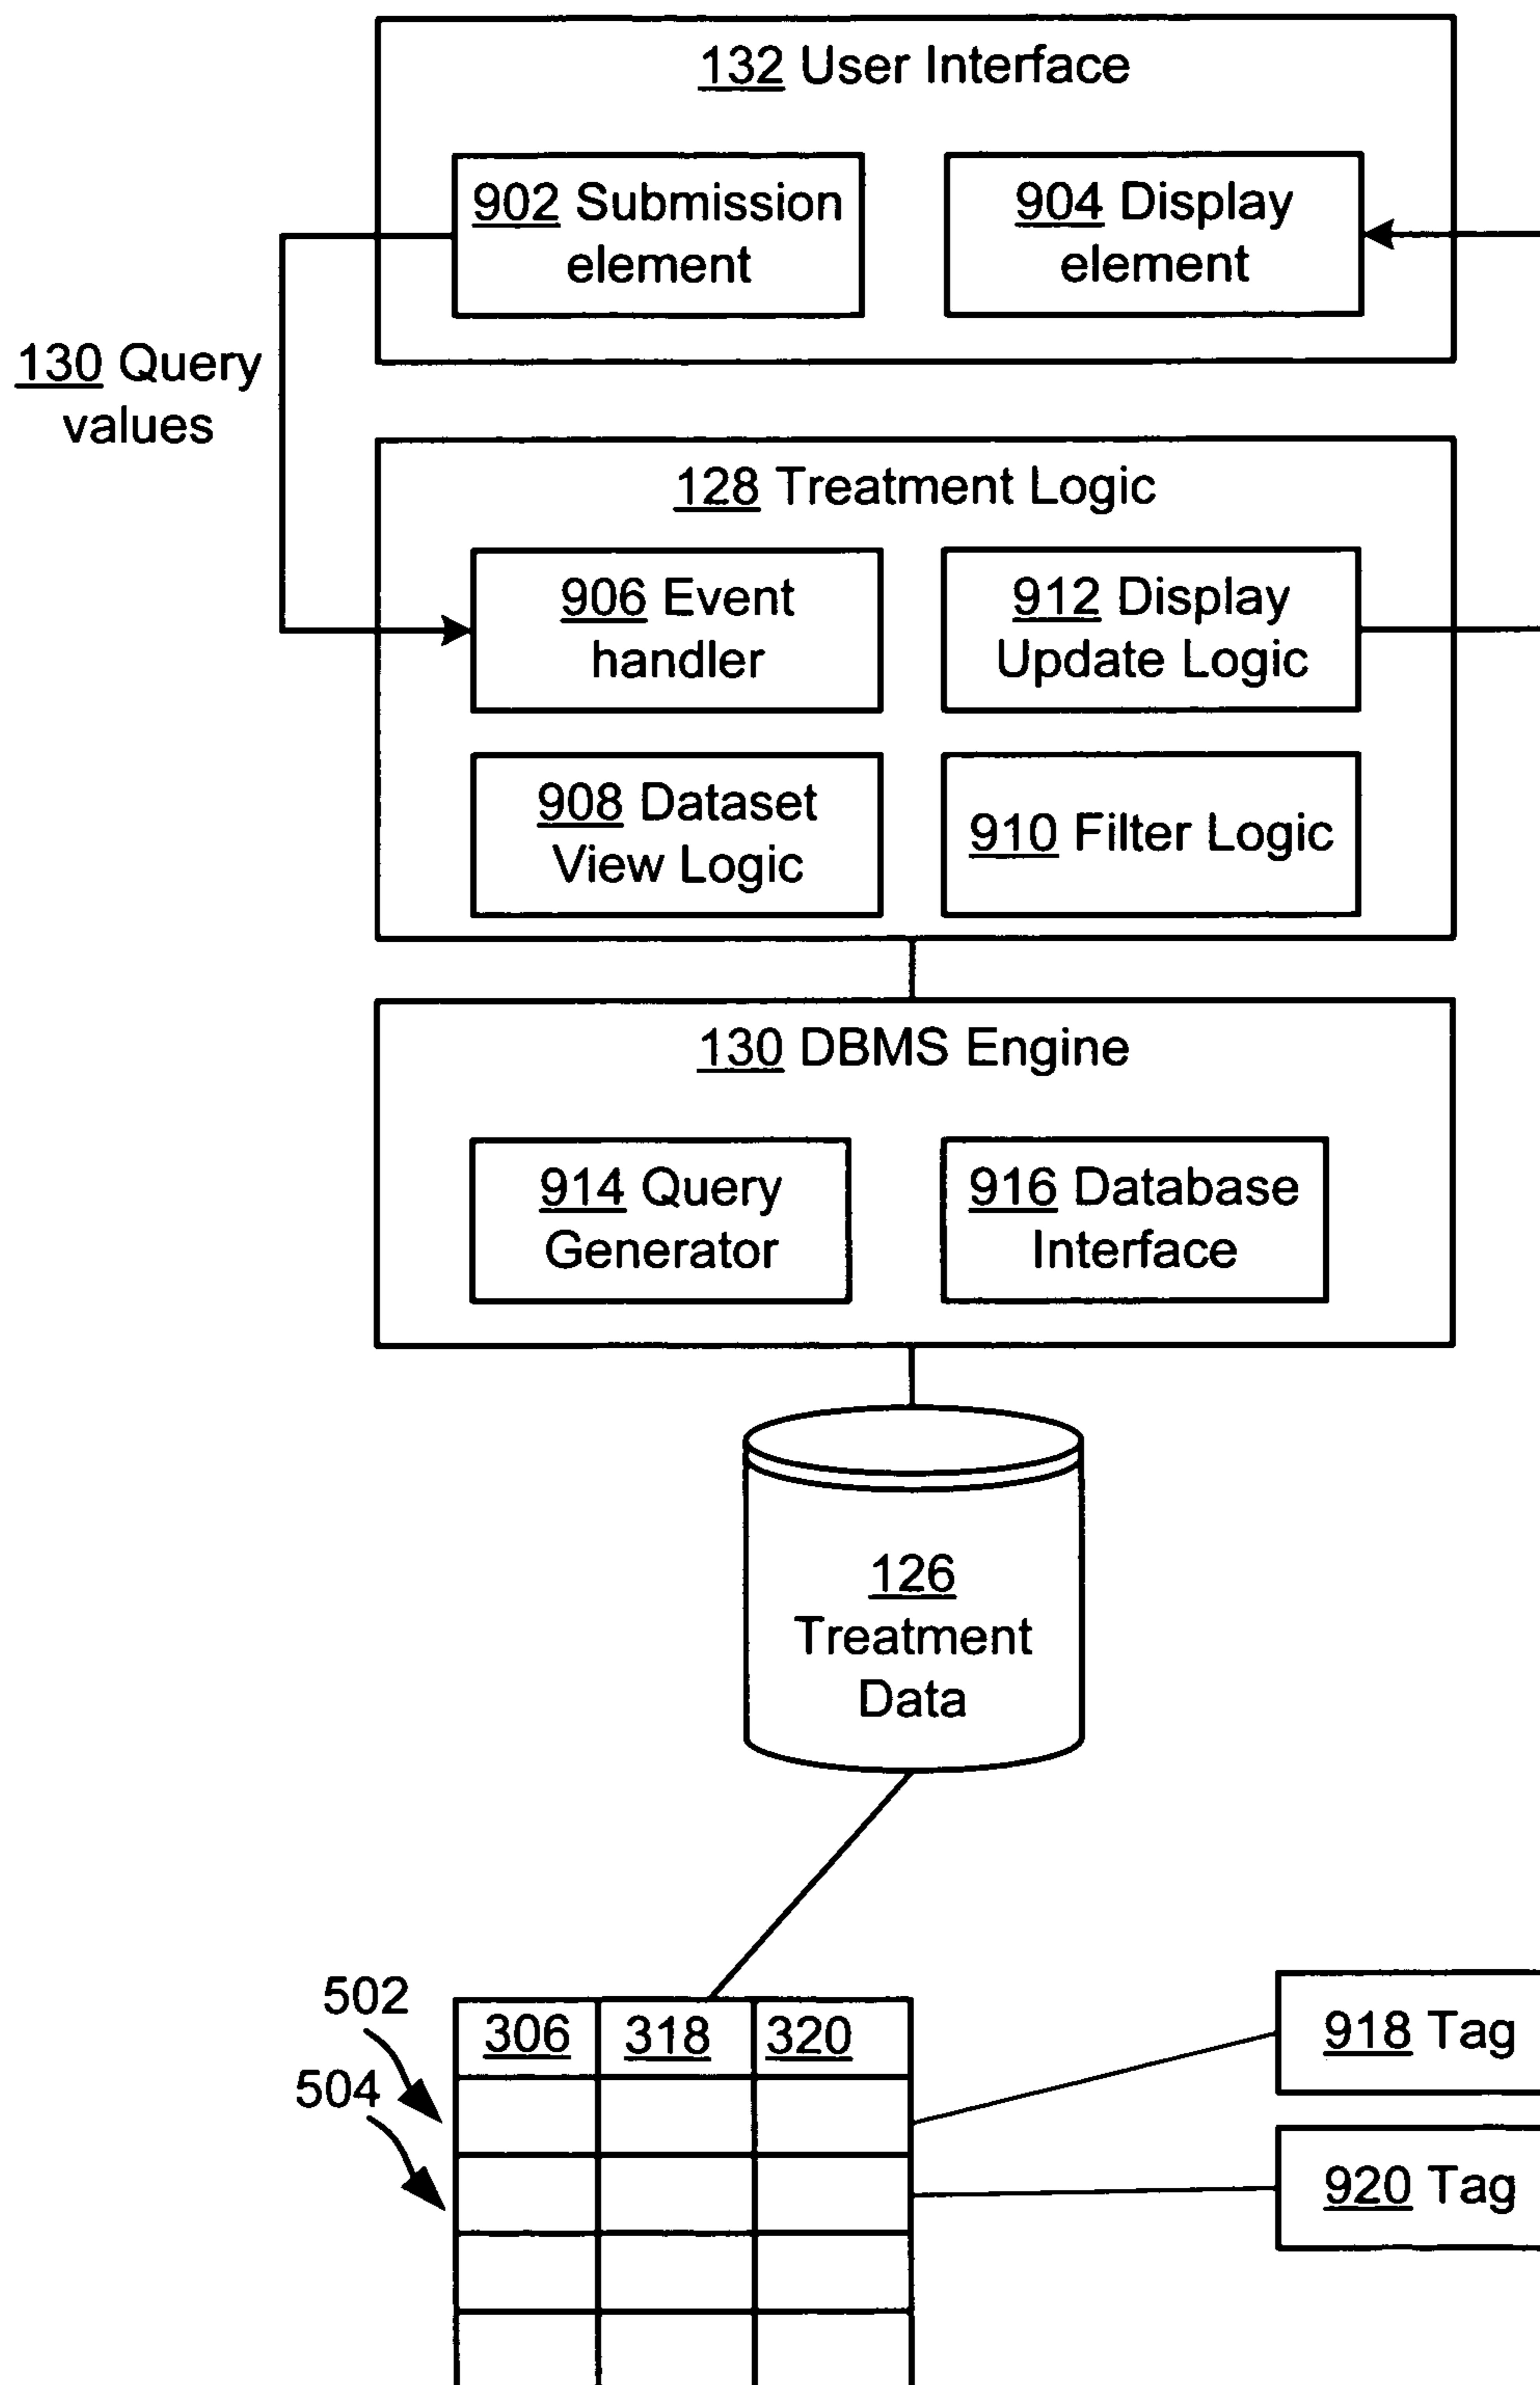 132 User Interface
902 Submission
element
904 Display
element
130 Query
values
128 Treatment Logic
906 Event
handler
912 Display
Update Logic
908 Dataset
View Logic
910 Filter Logic
130 DBMS Engine
914 Query
Generator
916 Database
Interface
126
Treatment
Data
502
504
306 318 320
918 Tag
920 Tag